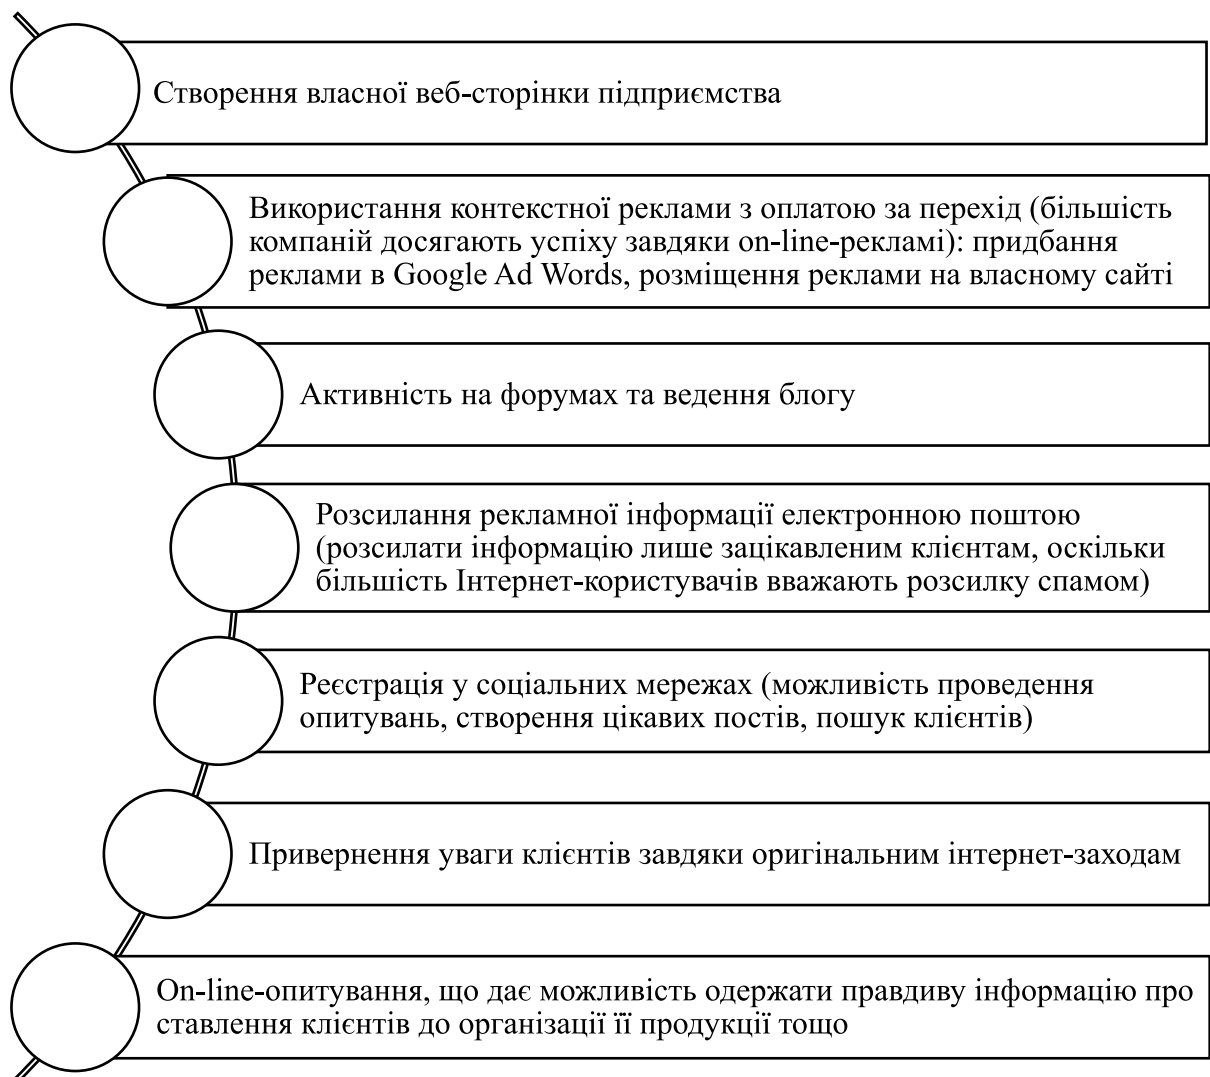 Створення власної веб-сторінки підприємства
Використання контекстної реклами з оплатою за перехід (більшість
компаній досягають успіху завдяки on-line-рекламі): придбання
реклами в Google Ad Words, розміщення реклами на власному сайті
Активність на форумах та ведення блогу
Розсилання рекламної інформації електронною поштою
(розсилати інформацію лише зацікавленим клієнтам, оскільки
більшість Інтернет-користувачів вважають розсилку спамом)
Реєстрація у соціальних мережах (можливість проведення
опитувань, створення цікавих постів, пошук клієнтів)
Привернення уваги клієнтів завдяки оригінальним інтернет-заходам
On-line-опитування, що дає можливість одержати правдиву інформацію про
ставлення клієнтів до організації її продукції тощо